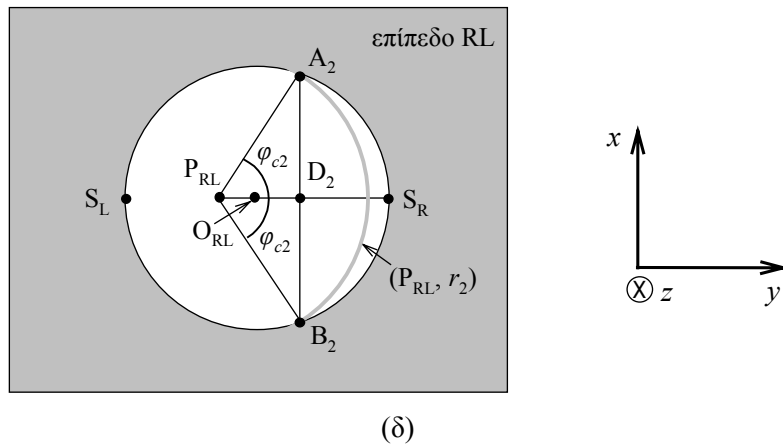 επίπεδο RL
A₂
φ_c2
P_RL
D₂
S_L
S_R
O_RL
φ_c2
(P_RL, r₂)
B₂
x
y
z
(δ)